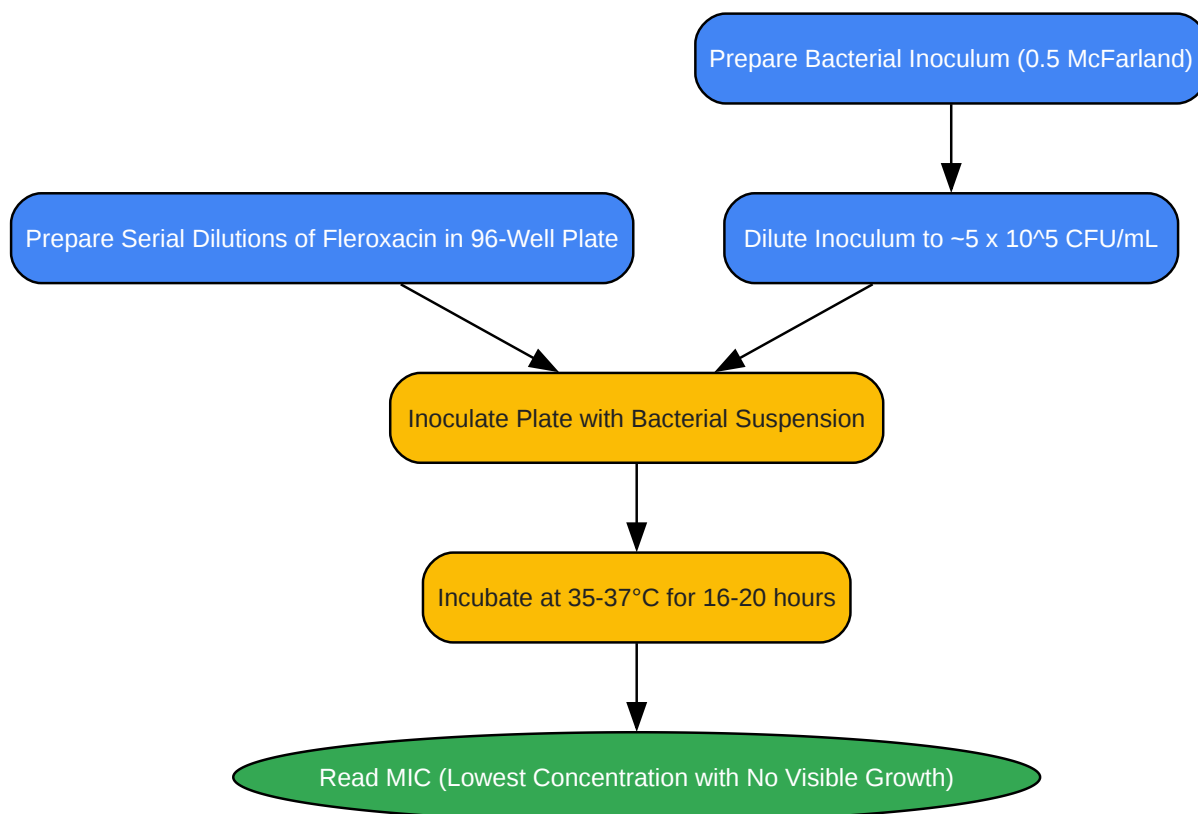 Prepare Bacterial Inoculum (0.5 McFarland)
Prepare Serial Dilutions of Fleroxacin in 96-Well Plate
Dilute Inoculum to ~5 x 10^5 CFU/mL
Inoculate Plate with Bacterial Suspension
Incubate at 35-37°C for 16-20 hours
Read MIC (Lowest Concentration with No Visible Growth)